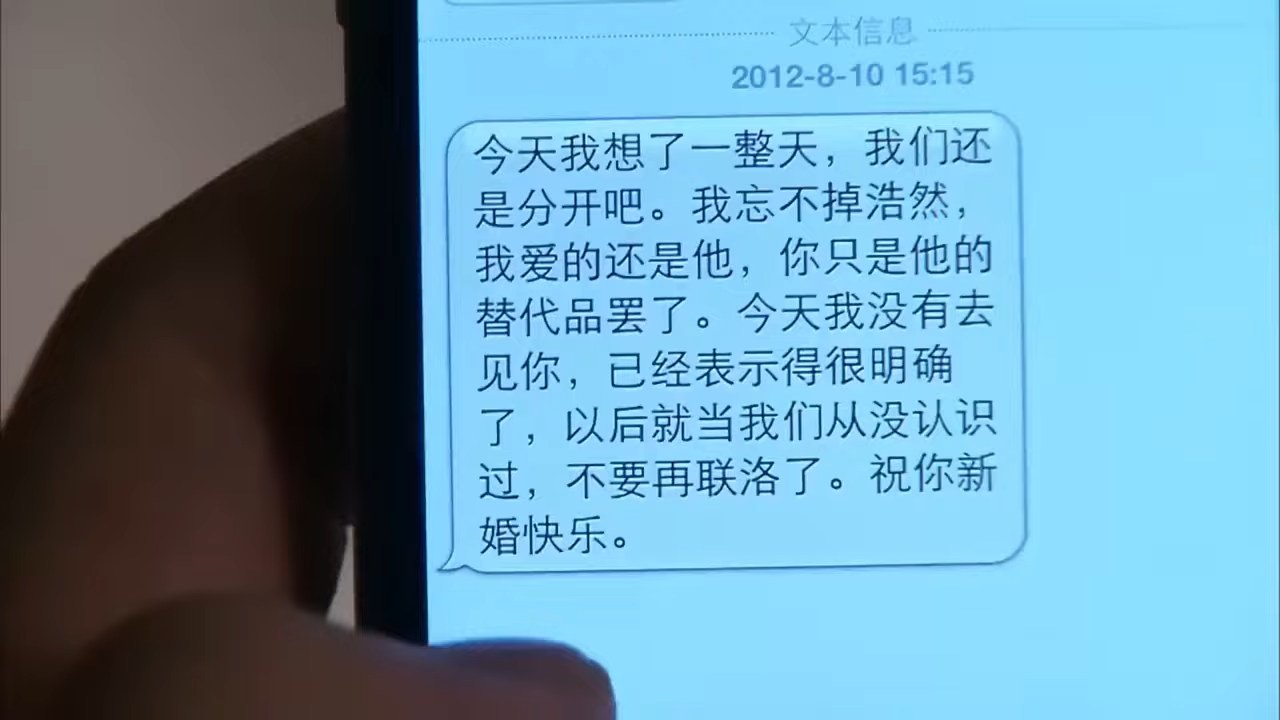 文本信息
2012-8-10 15:15
今天我想了一整天，我们还
是分开吧。我忘不掉浩然，
我爱的还是他，你只是他的
替代品罢了。今天我没有去
见你，已经表示得很明确
了，以后就当我们从没认识
过，不要再联洛了。祝你新
婚快乐。